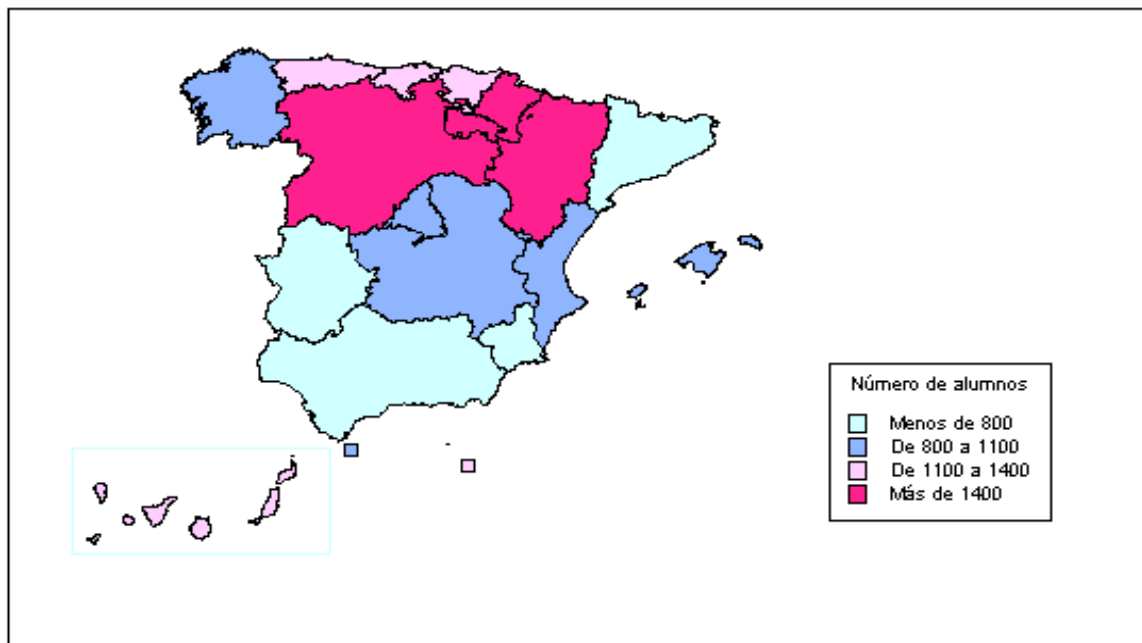 Número de alumnos
Menos de 800
De 800 a 1100
De 1100 a 1400
Más de 1400